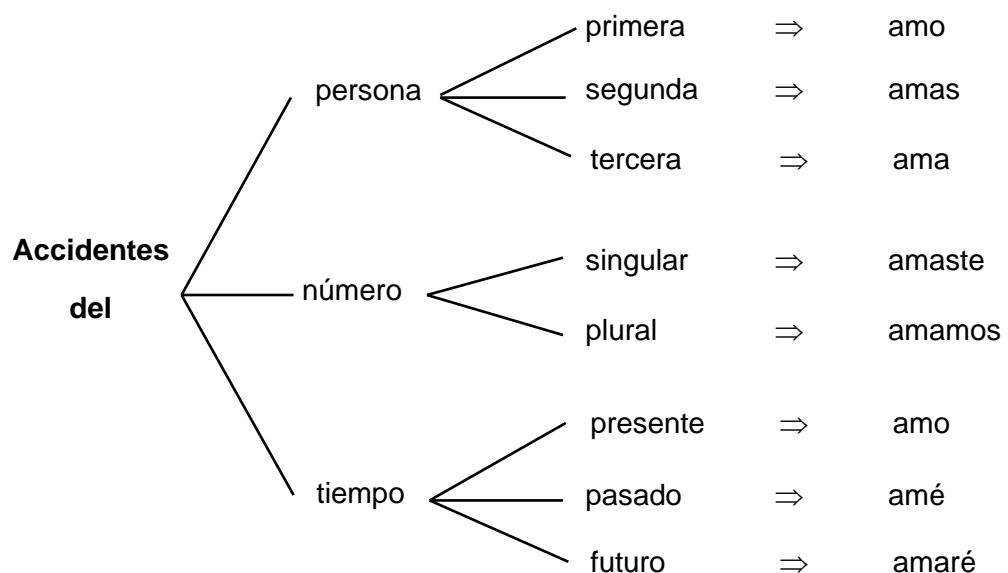 Accidentes
del
persona
primera ⇒ amo
segunda ⇒ amas
tercera ⇒ ama
número
singular ⇒ amaste
plural ⇒ amamos
tiempo
presente ⇒ amo
pasado ⇒ amé
futuro ⇒ amaré